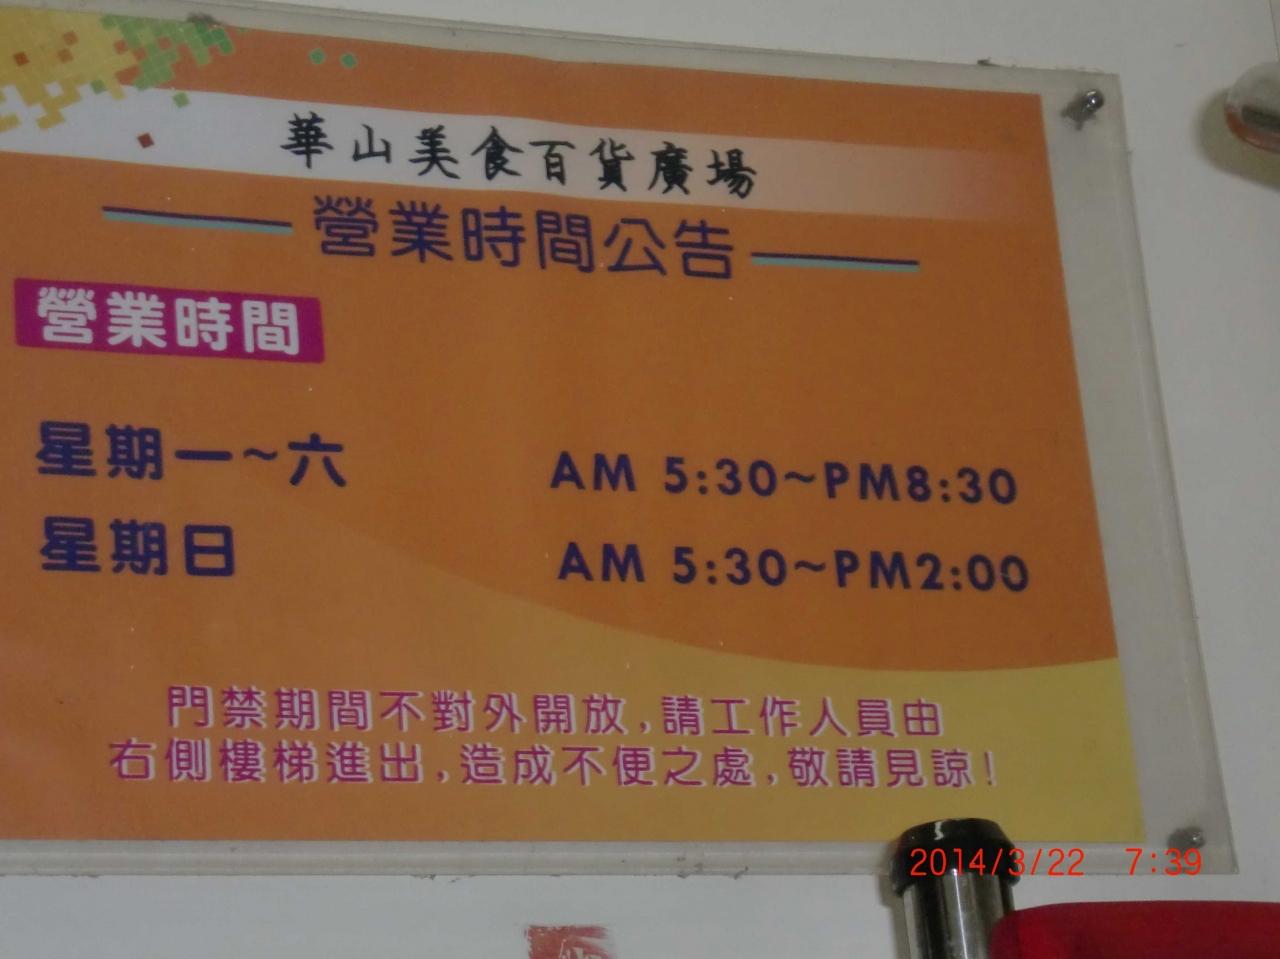 華山美食百貨廣場
營業時間公告
營業時間
星期一~六 AM 5:30~PM8:30
星期日 AM 5:30~PM2:00
門禁期間不對外開放,請工作人員由
右側樓梯進出,造成不便之處,敬請見諒!
2014/3/22 7:39